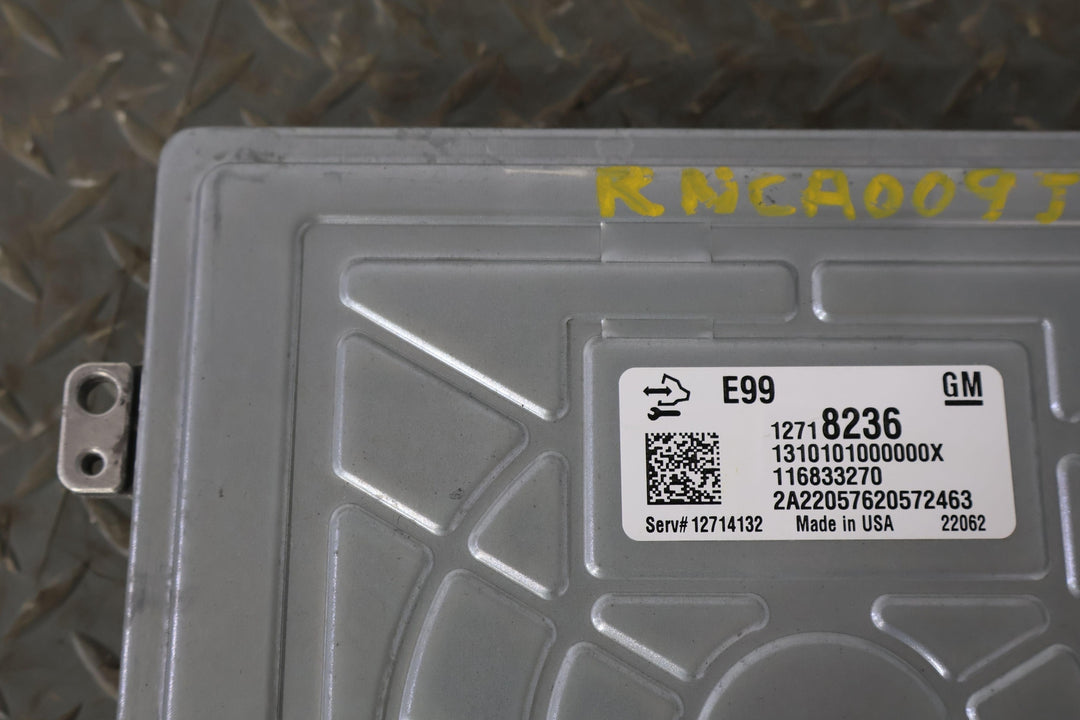 RNCA009J
E99 GM
12718236
1310101000000X
116833270
2A22057620572463
Serv# 12714132 Made in USA 22062